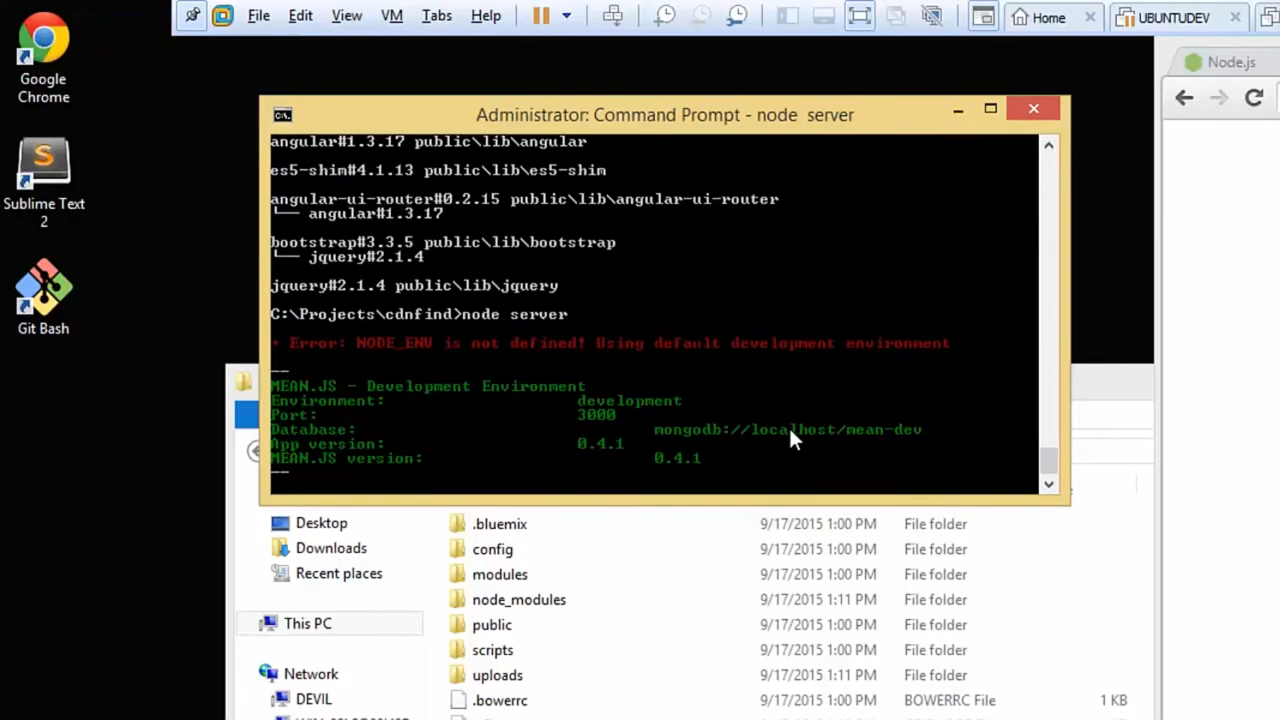 File Edit View VM Tabs Help Home UBUNTUDEV
Google Chrome
Sublime Text 2
Git Bash
Node.js
Administrator: Command Prompt - node server
angular#1.3.17 public\lib\angular
es5-shim#4.1.13 public\lib\es5-shim
angular-ui-router#0.2.15 public\lib\angular-ui-router
└── angular#1.3.17
bootstrap#3.3.5 public\lib\bootstrap
└── jquery#2.1.4
jquery#2.1.4 public\lib\jquery
C:\Projects\cdnfind>node server
+ Error: NODE_ENV is not defined! Using default development environment
--
MEAN.JS - Development Environment
Environment: development
Port: 3000
Database: mongodb://localhost/mean-dev
App version: 0.4.1
MEAN.JS version: 0.4.1
--
Desktop
Downloads
Recent places
This PC
Network
DEVIL
.bluemix 9/17/2015 1:00 PM File folder
config 9/17/2015 1:00 PM File folder
modules 9/17/2015 1:00 PM File folder
node_modules 9/17/2015 1:11 PM File folder
public 9/17/2015 1:00 PM File folder
scripts 9/17/2015 1:00 PM File folder
uploads 9/17/2015 1:11 PM File folder
.bowerrc 9/17/2015 1:00 PM BOWERRC File 1 KB